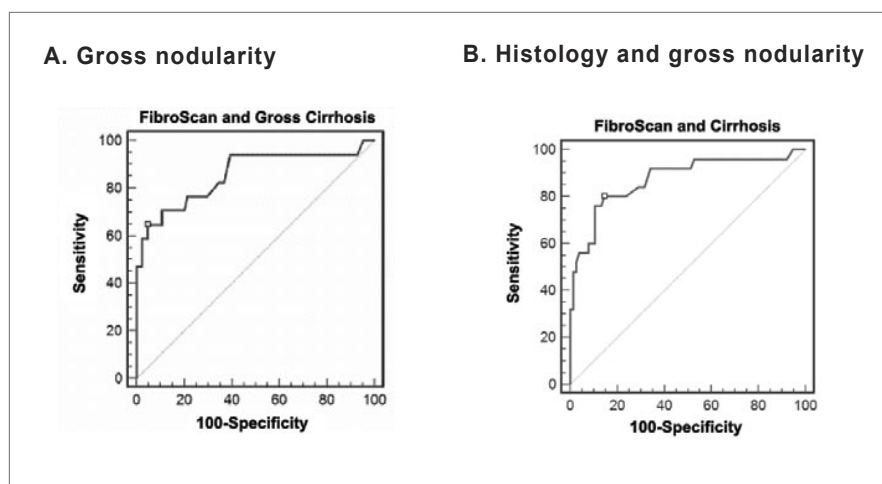 A. Gross nodularity
FibroScan and Gross Cirrhosis
100
80
60
40
20
0
Sensitivity
0 20 40 60 80 100
100-Specificity
B. Histology and gross nodularity
FibroScan and Cirrhosis
100
80
60
40
20
0
Sensitivity
0 20 40 60 80 100
100-Specificity